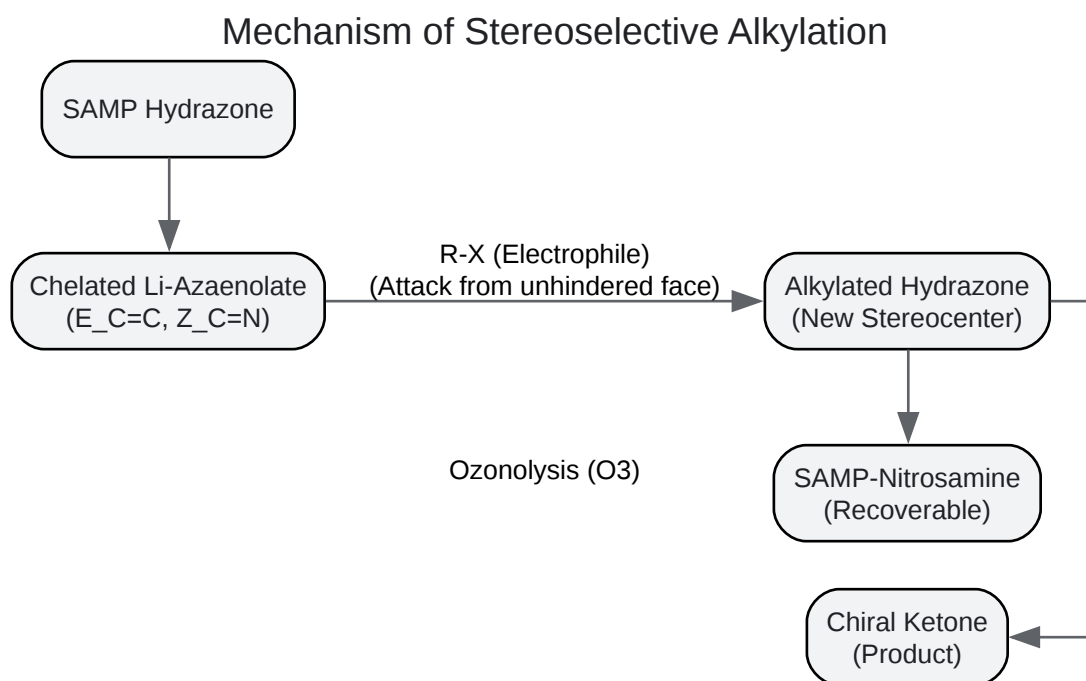 Mechanism of Stereoselective Alkylation
SAMP Hydrazone
Chelated Li-Azaenolate
(E_C=C, Z_C=N)
R-X (Electrophile)
(Attack from unhindered face)
Alkylated Hydrazone
(New Stereocenter)
Ozonolysis (O3)
SAMP-Nitrosamine
(Recoverable)
Chiral Ketone
(Product)